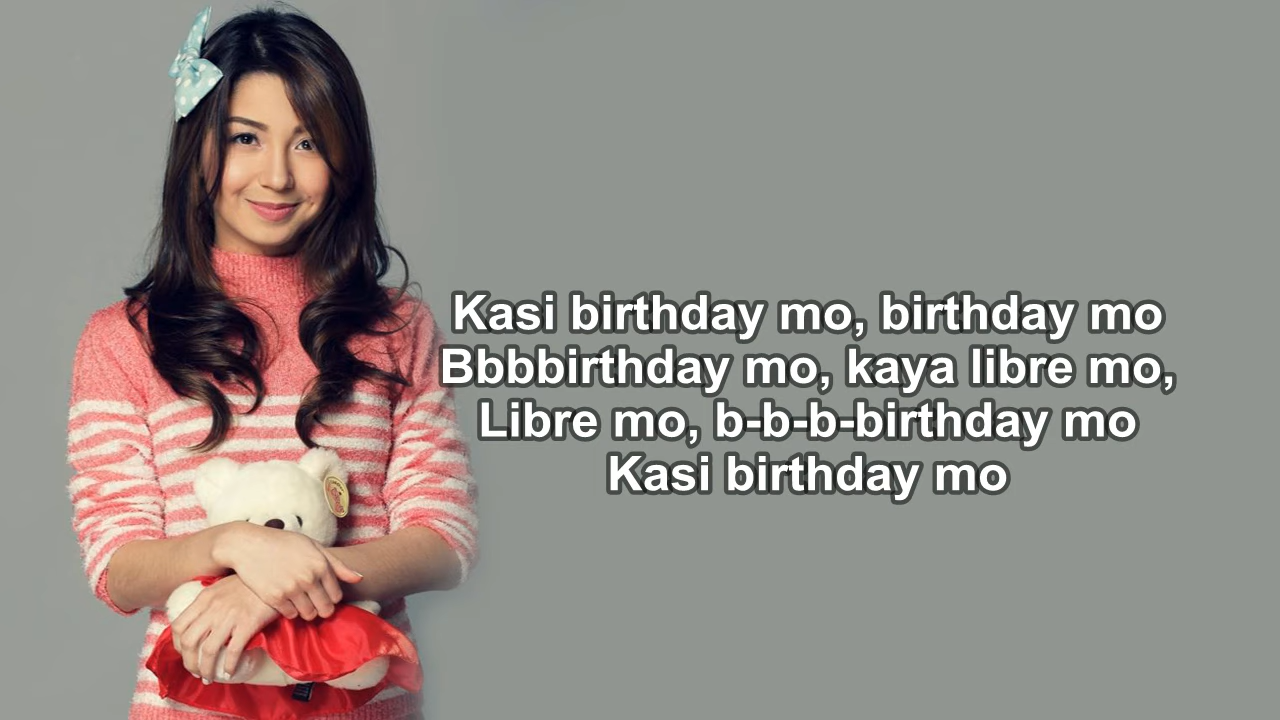 Kasi birthday mo, birthday mo
Bbbbirthday mo, kaya libre mo,
Libre mo, b-b-b-birthday mo
Kasi birthday mo